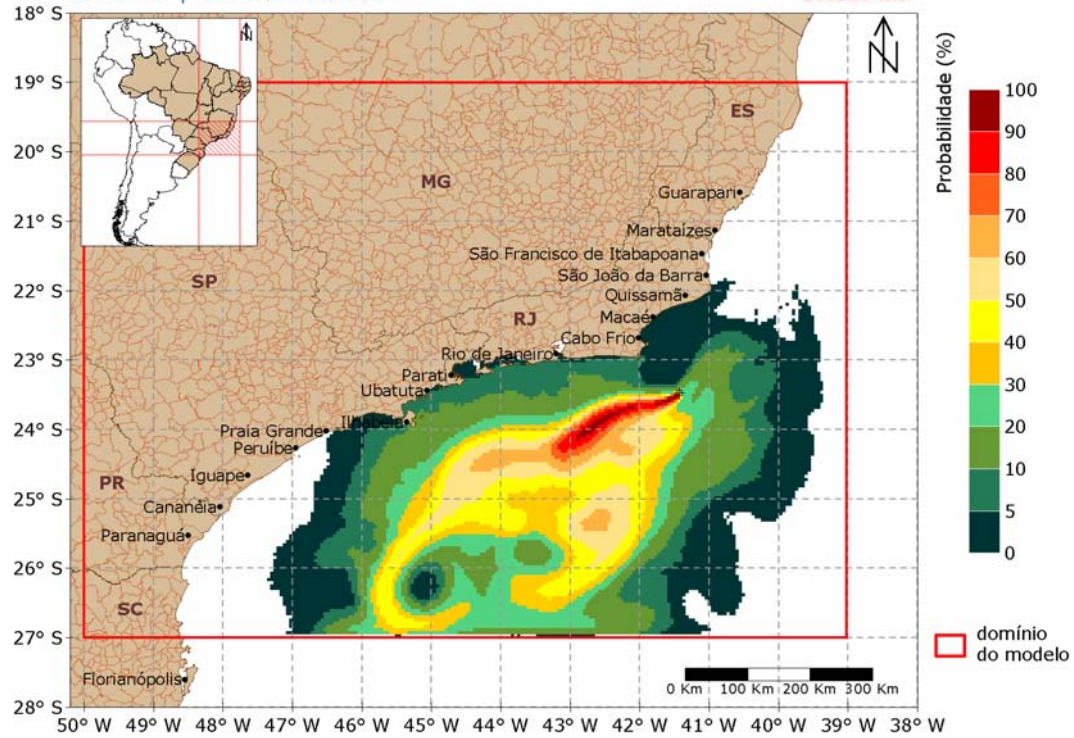 18° S
19° S
20° S
21° S
22° S
23° S
24° S
25° S
26° S
27° S
28° S
50° W
49° W
48° W
47° W
46° W
45° W
44° W
43° W
42° W
41° W
40° W
39° W
38° W
N
N
ES
MG
SP
RJ
PR
SC
Guarapari
Marataízes
São Francisco de Itabapoana
São João da Barra
Quissamã
Macaé
Cabo Frio
Rio de Janeiro
Parati
Ubatuta
Ilhabela
Praia Grande
Peruíbe
Iguape
Cananéia
Paranaguá
Florianópolis
0 Km 100 Km 200 Km 300 Km
Probabilidade (%)
100
90
80
70
60
50
40
30
20
10
5
0
domínio
do modelo